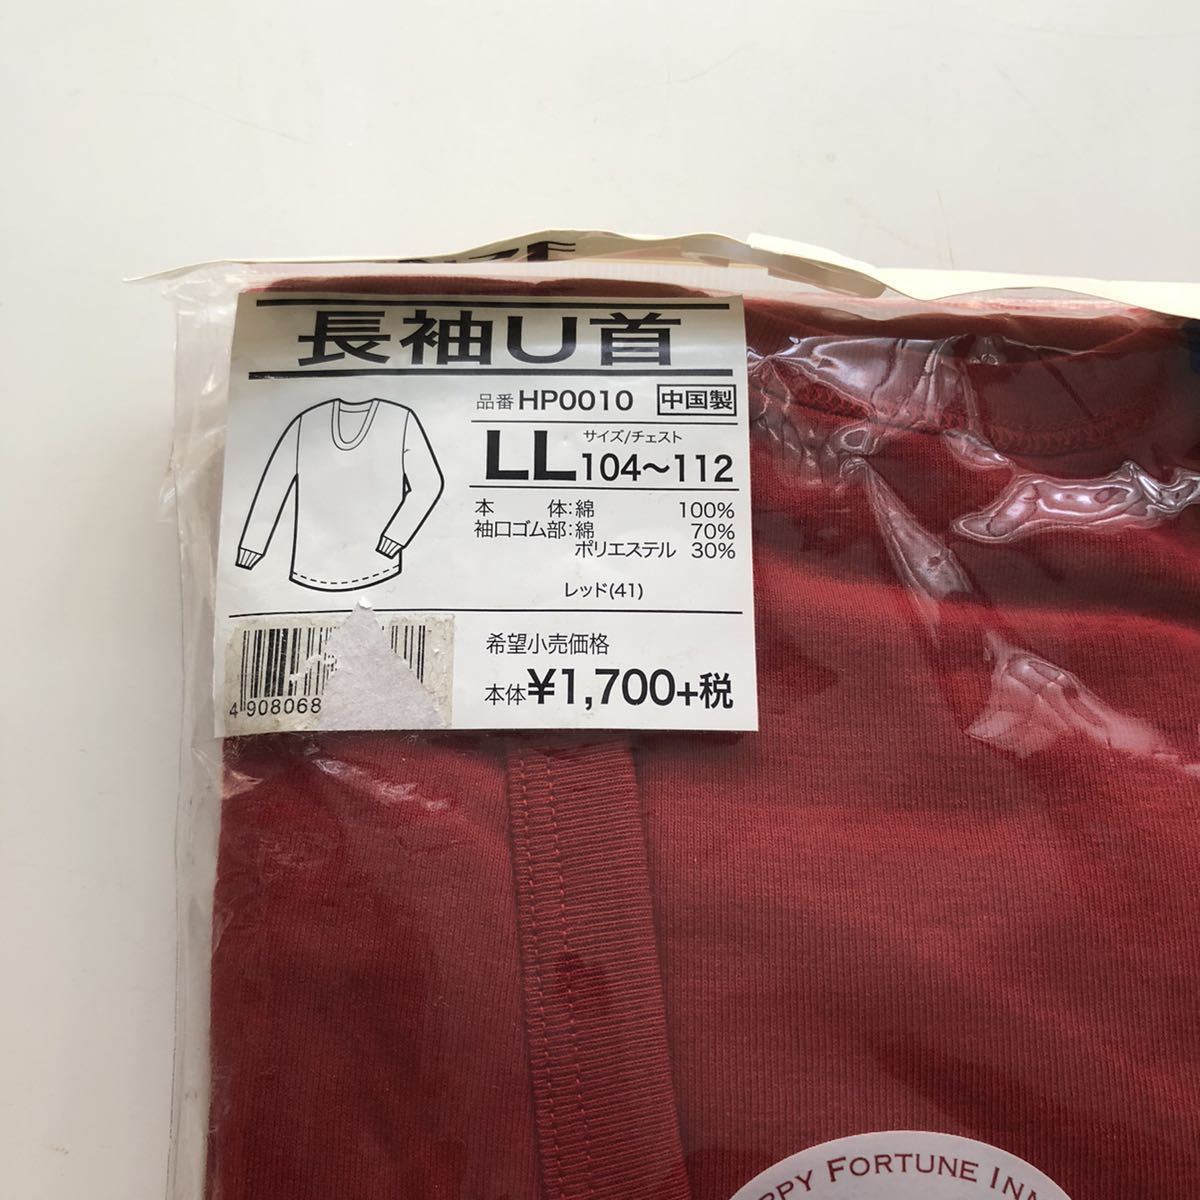 長袖U首
品番 HP0010 中国製
サイズ/チェスト
LL 104〜112
本 体:綿 100%
袖口ゴム部:綿 70%
ポリエステル 30%
レッド(41)
希望小売価格
本体¥1,700+税
4 908068
FORTUNE